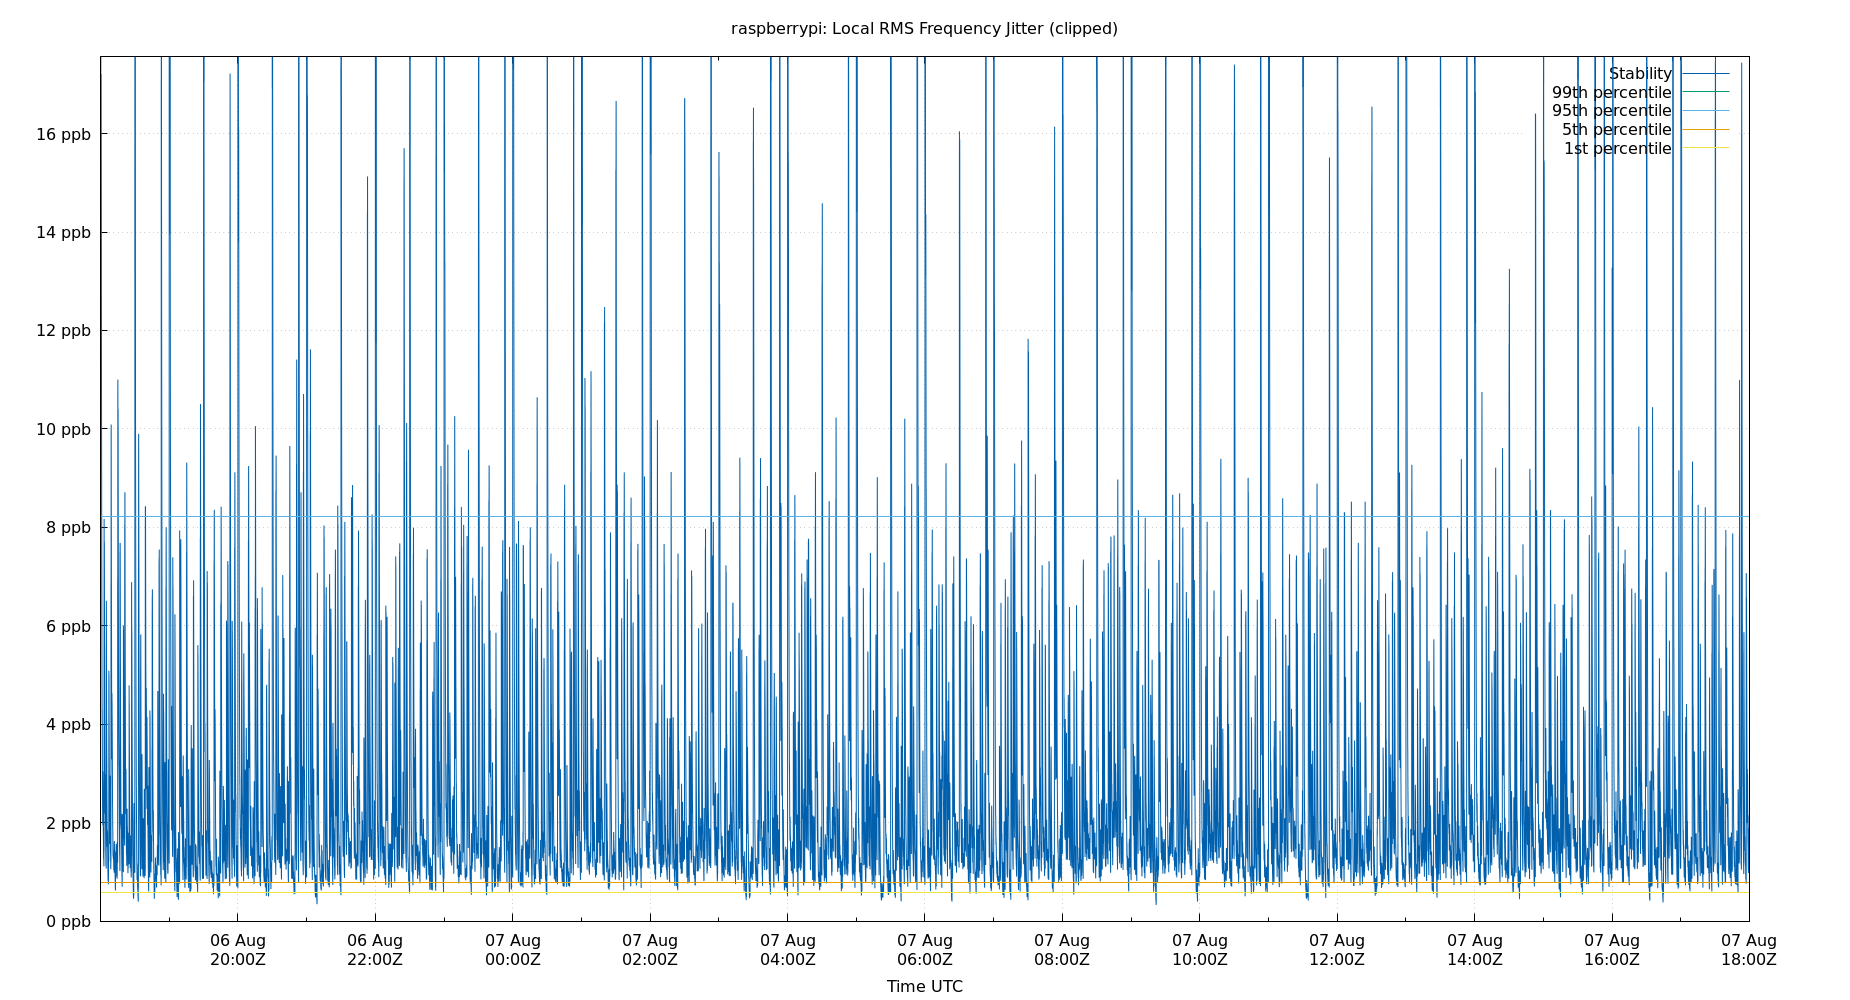 raspberrypi: Local RMS Frequency Jitter (clipped)
Stability
99th percentile
95th percentile
5th percentile
1st percentile
16 ppb
14 ppb
12 ppb
10 ppb
8 ppb
6 ppb
4 ppb
2 ppb
0 ppb
06 Aug 06 Aug 07 Aug 07 Aug 07 Aug 07 Aug 07 Aug 07 Aug 07 Aug 07 Aug 07 Aug 07 Aug
20:00Z 22:00Z 00:00Z 02:00Z 04:00Z 06:00Z 08:00Z 10:00Z 12:00Z 14:00Z 16:00Z 18:00Z
Time UTC